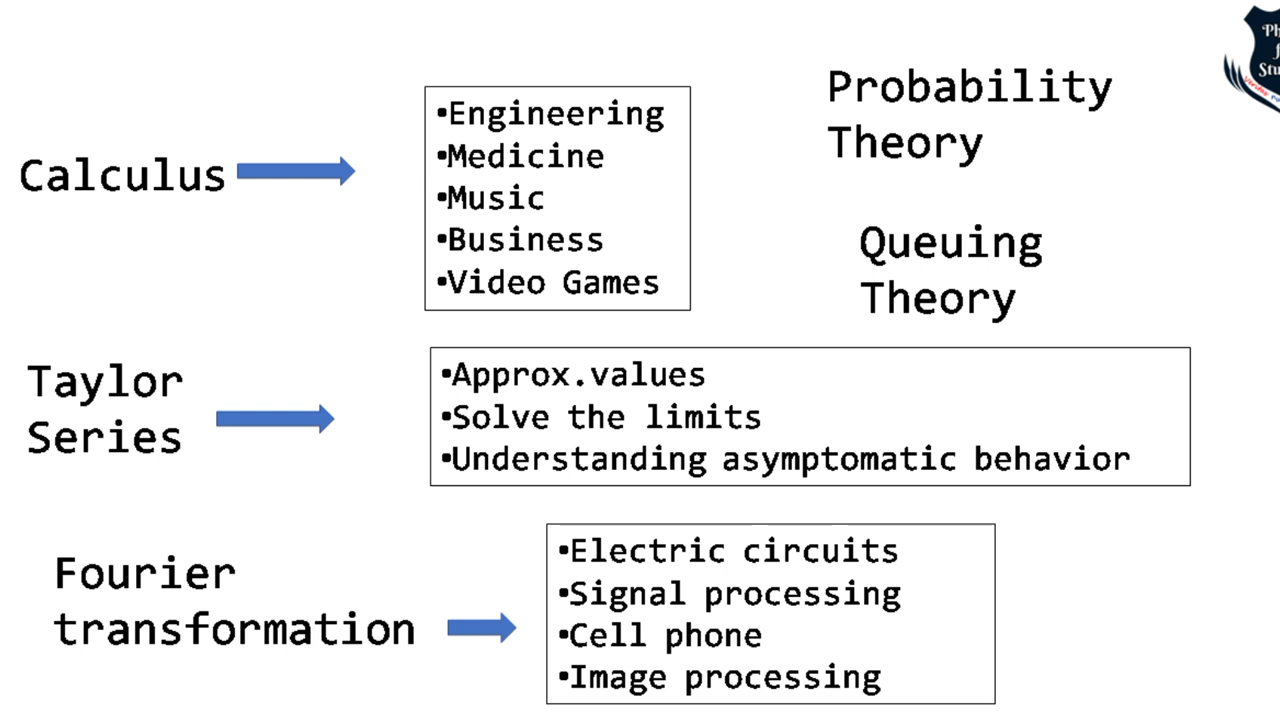 Calculus
•Engineering
•Medicine
•Music
•Business
•Video Games
Probability
Theory
Queuing
Theory
Taylor
Series
•Approx.values
•Solve the limits
•Understanding asymptomatic behavior
Fourier
transformation
•Electric circuits
•Signal processing
•Cell phone
•Image processing